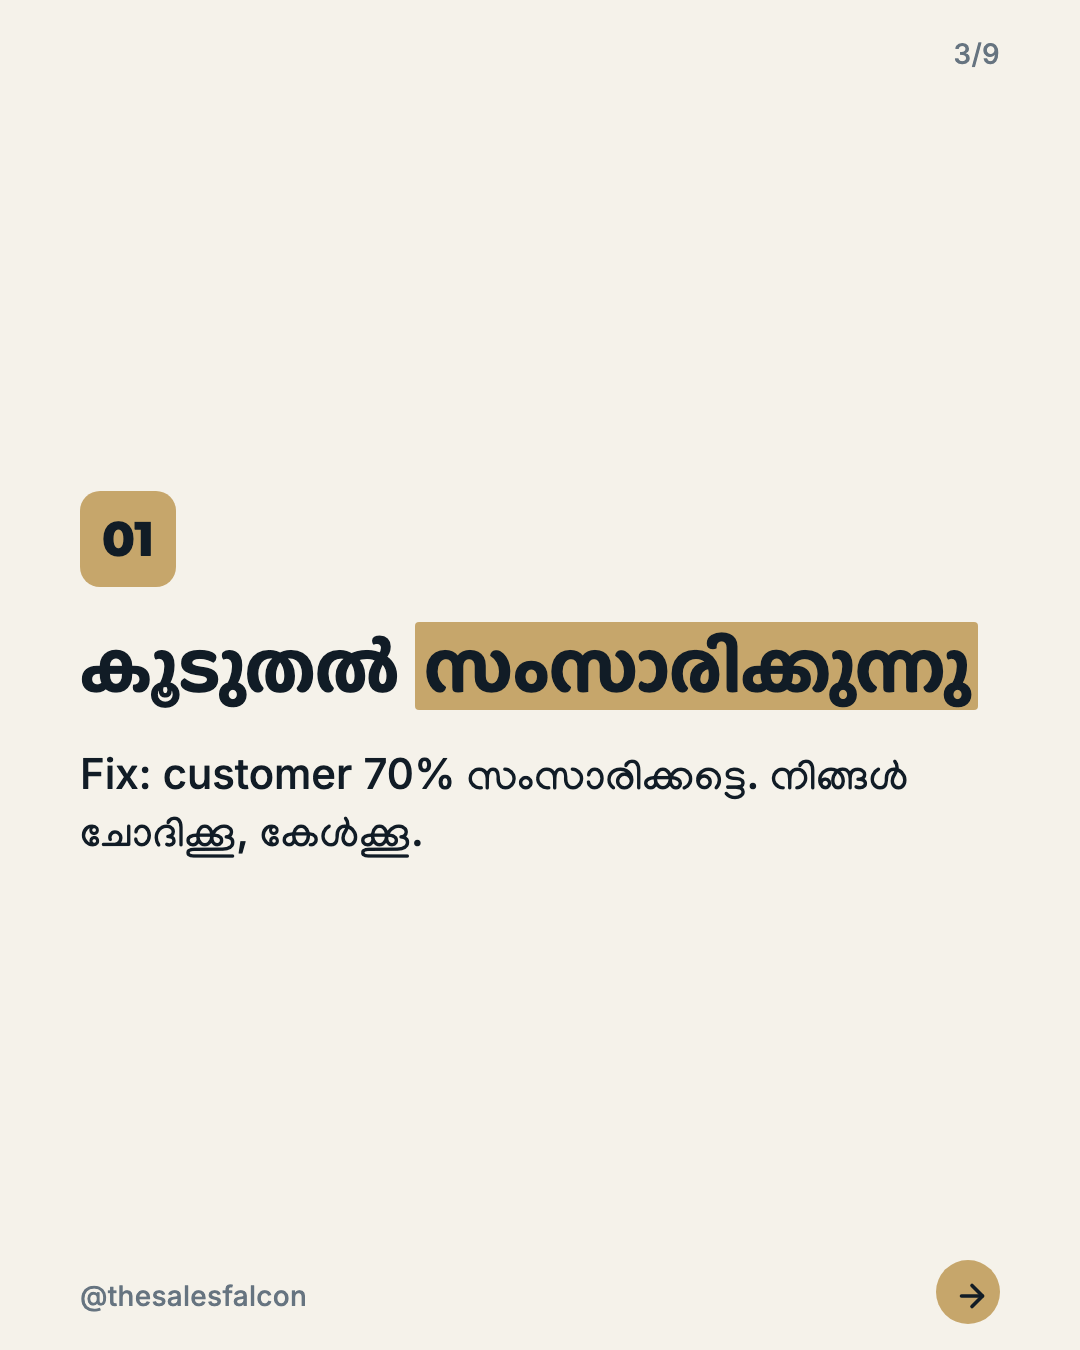 3/9
01
കൂടുതൽ സംസാരിക്കുന്നു
Fix: customer 70% സംസാരിക്കട്ടെ. നിങ്ങൾ
ചോദിക്കൂ, കേൾക്കൂ.
@thesalesfalcon